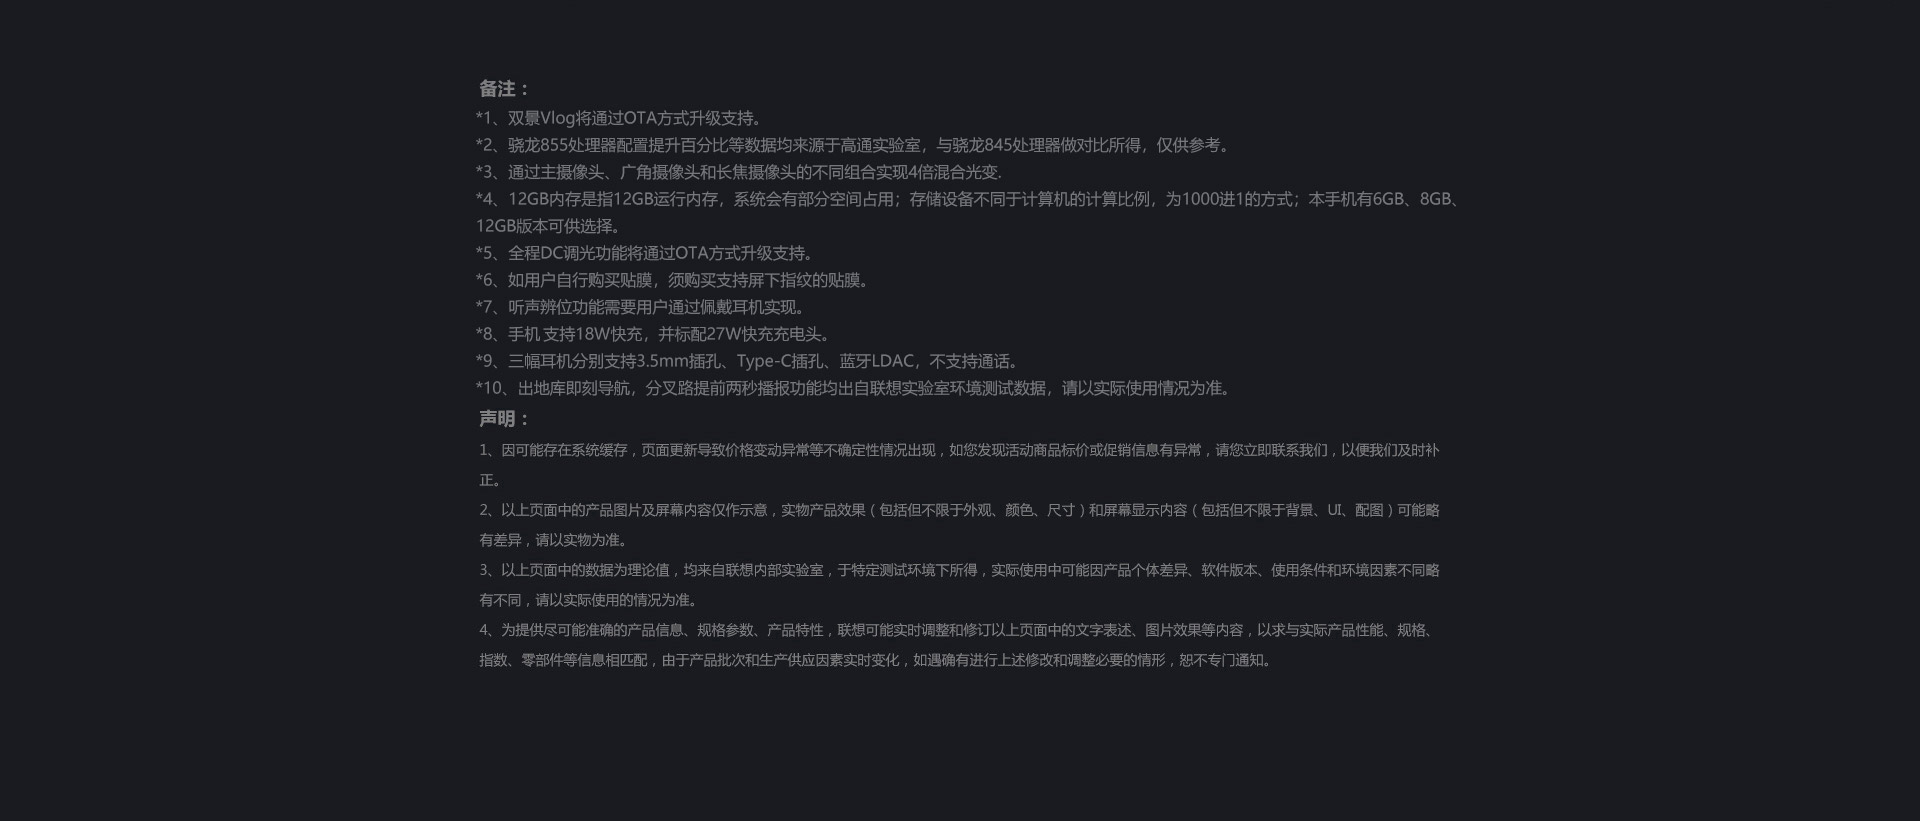 备注：
*1、双景Vlog将通过OTA方式升级支持。
*2、骁龙855处理器配置提升百分比等数据均来源于高通实验室，与骁龙845处理器做对比所得，仅供参考。
*3、通过主摄像头、广角摄像头和长焦摄像头的不同组合实现4倍混合光变.
*4、12GB内存是指12GB运行内存，系统会有部分空间占用；存储设备不同于计算机的计算比例，为1000进1的方式；本手机有6GB、8GB、
12GB版本可供选择。
*5、全程DC调光功能将通过OTA方式升级支持。
*6、如用户自行购买贴膜，须购买支持屏下指纹的贴膜。
*7、听声辨位功能需要用户通过佩戴耳机实现。
*8、手机 支持18W快充，并标配27W快充充电头。
*9、三幅耳机分别支持3.5mm插孔、Type-C插孔、蓝牙LDAC，不支持通话。
*10、出地库即刻导航，分叉路提前两秒播报功能均出自联想实验室环境测试数据，请以实际使用情况为准。
声明：
1、因可能存在系统缓存，页面更新导致价格变动异常等不确定性情况出现，如您发现活动商品标价或促销信息有异常，请您立即联系我们，以便我们及时补
正。
2、以上页面中的产品图片及屏幕内容仅作示意，实物产品效果（包括但不限于外观、颜色、尺寸）和屏幕显示内容（包括但不限于背景、UI、配图）可能略
有差异，请以实物为准。
3、以上页面中的数据为理论值，均来自联想内部实验室，于特定测试环境下所得，实际使用中可能因产品个体差异、软件版本、使用条件和环境因素不同略
有不同，请以实际使用的情况为准。
4、为提供尽可能准确的产品信息、规格参数、产品特性，联想可能实时调整和修订以上页面中的文字表述、图片效果等内容，以求与实际产品性能、规格、
指数、零部件等信息相匹配，由于产品批次和生产供应因素实时变化，如遇确有进行上述修改和调整必要的情形，恕不专门通知。